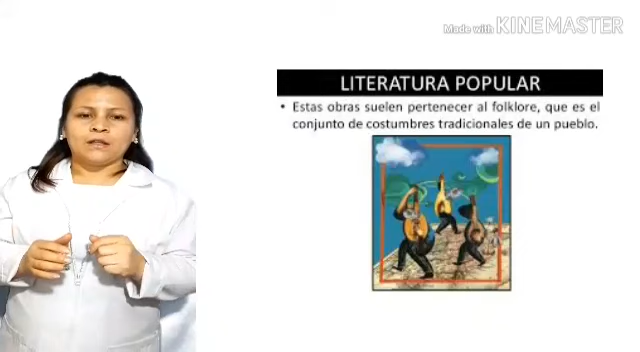 Made with KINEMASTER
LITERATURA POPULAR
• Estas obras suelen pertenecer al folklore, que es el
conjunto de costumbres tradicionales de un pueblo.